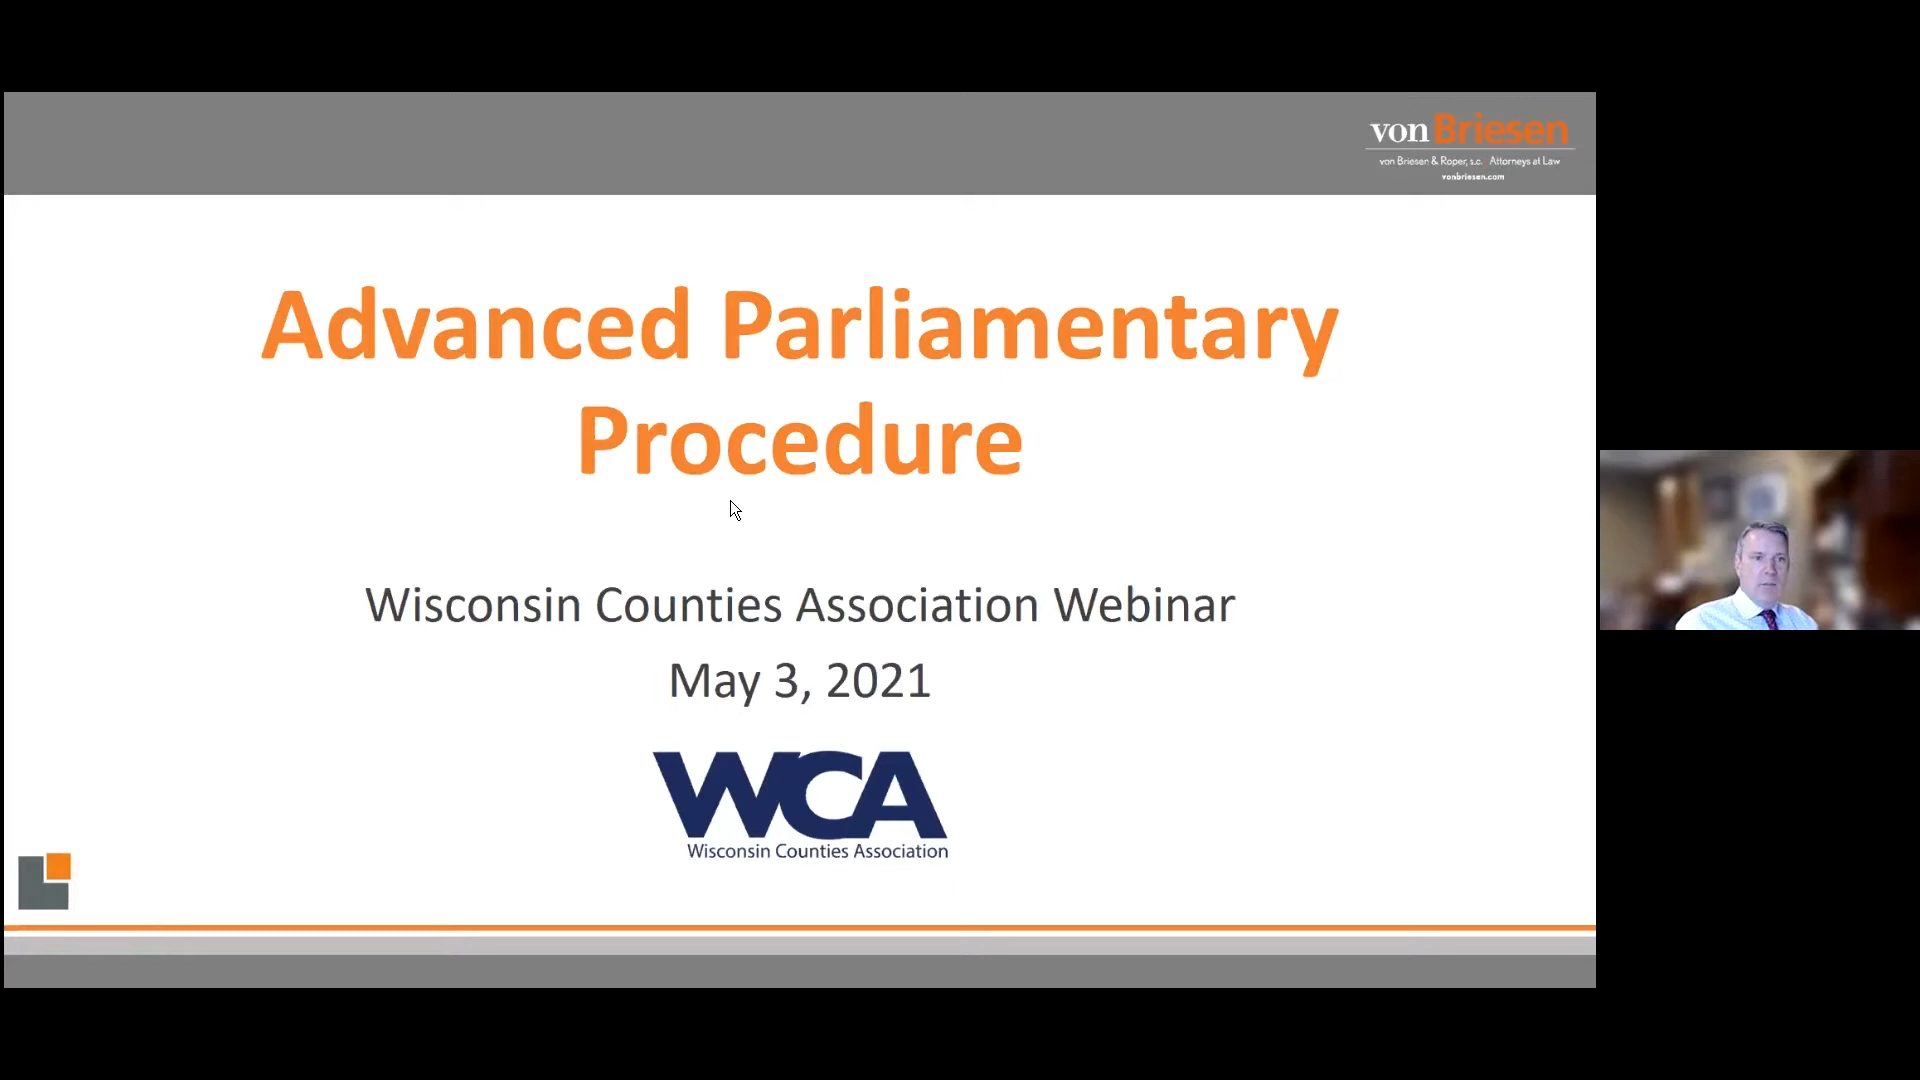 von Briesen
von Briesen & Roper, s.c. Attorneys at Law
vonbriesen.com
Advanced Parliamentary
Procedure
Wisconsin Counties Association Webinar
May 3, 2021
WCA
Wisconsin Counties Association